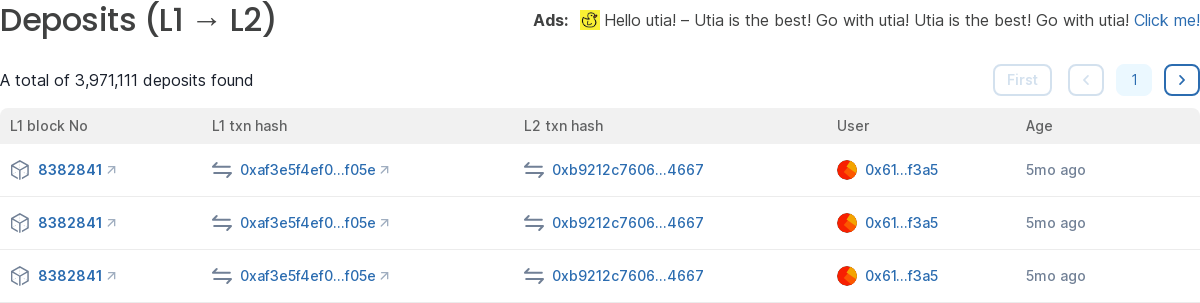 Deposits (L1 → L2)
Ads: Hello utia! – Utia is the best! Go with utia! Utia is the best! Go with utia! Click me!
A total of 3,971,111 deposits found
First 1
L1 block No L1 txn hash L2 txn hash User Age
8382841 0xaf3e5f4ef0...f05e 0xb9212c7606...4667 0x61...f3a5 5mo ago
8382841 0xaf3e5f4ef0...f05e 0xb9212c7606...4667 0x61...f3a5 5mo ago
8382841 0xaf3e5f4ef0...f05e 0xb9212c7606...4667 0x61...f3a5 5mo ago